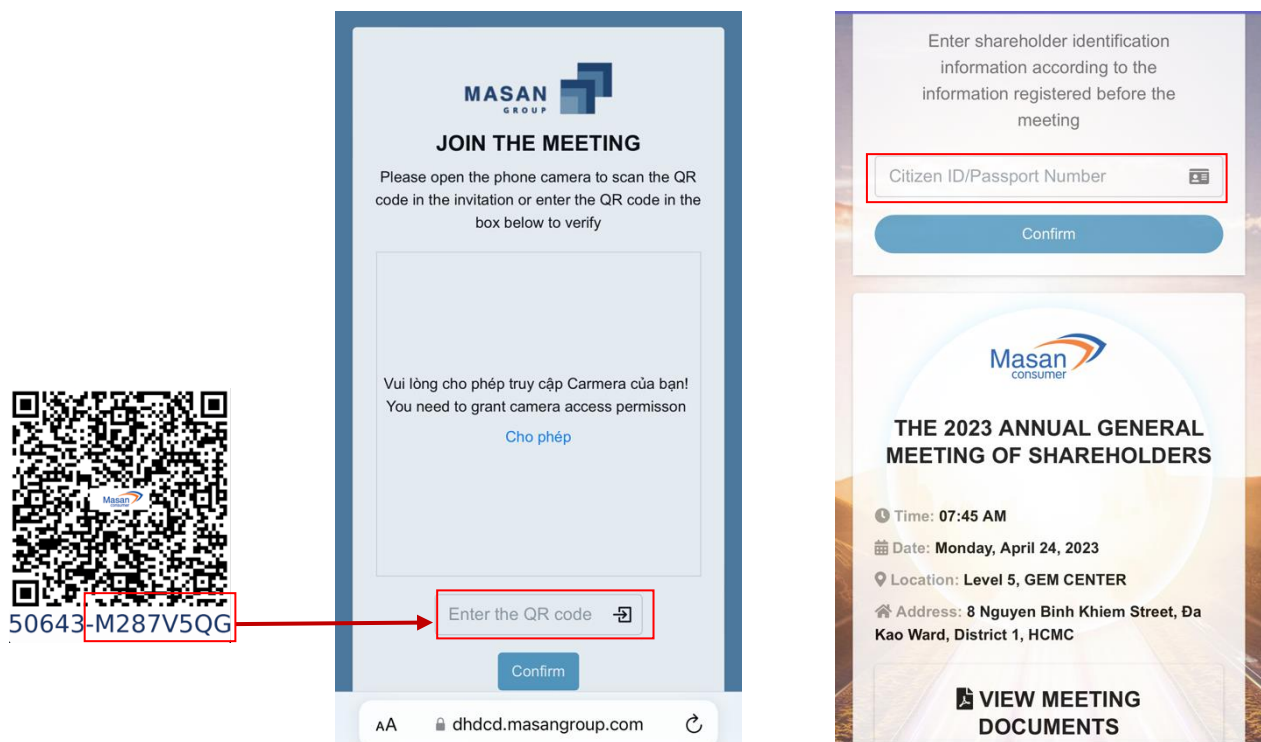 Masan
consumer
50643-M287V5QG
MASAN
GROUP
JOIN THE MEETING
Please open the phone camera to scan the QR
code in the invitation or enter the QR code in the
box below to verify
Vui lòng cho phép truy cập Carmera của bạn!
You need to grant camera access permisson
Cho phép
Enter the QR code
Confirm
AA dhdcd.masangroup.com
Enter shareholder identification
information according to the
information registered before the
meeting
Citizen ID/Passport Number
Confirm
Masan
consumer
THE 2023 ANNUAL GENERAL
MEETING OF SHAREHOLDERS
Time: 07:45 AM
Date: Monday, April 24, 2023
Location: Level 5, GEM CENTER
Address: 8 Nguyen Binh Khiem Street, Đa
Kao Ward, District 1, HCMC
VIEW MEETING
DOCUMENTS